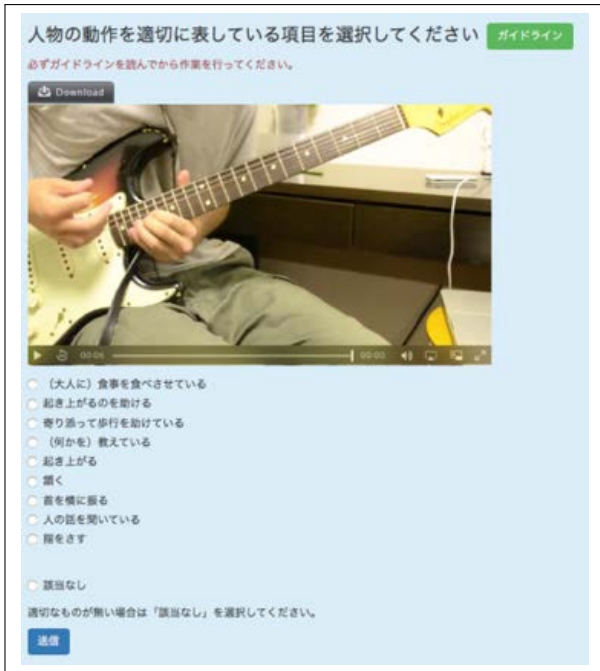 人物の動作を適切に表している項目を選択してください ガイドライン
必ずガイドラインを読んでから作業を行ってください。
Download
00:05 00:00
(大人に)食事を食べさせている
起き上がるのを助ける
寄り添って歩行を助けている
(何かを)教えている
起き上がる
頷く
首を横に振る
人の話を聞いている
指をさす
該当なし
適切なものが無い場合は「該当なし」を選択してください。
送信